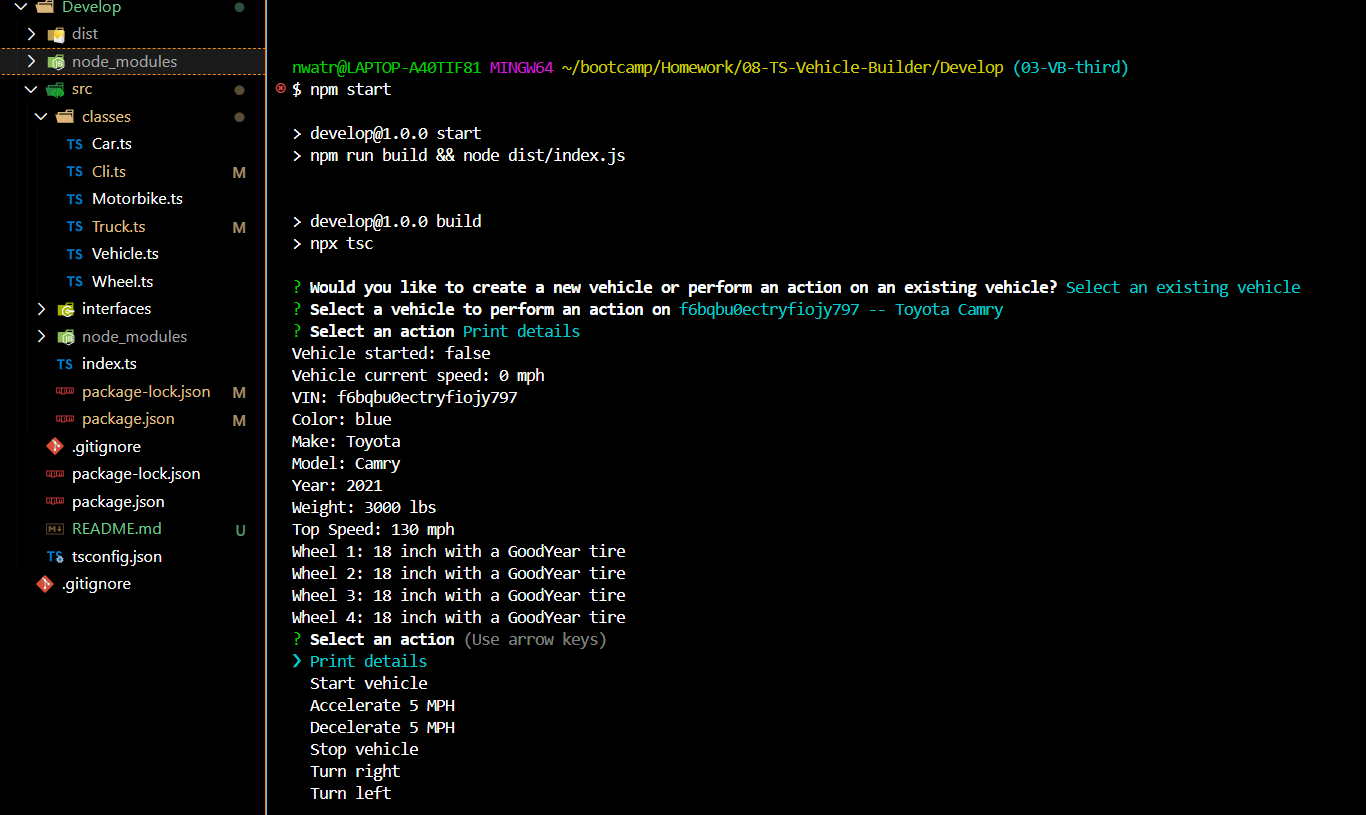 Develop
dist
node_modules
src
classes
TS Car.ts
TS Cli.ts M
TS Motorbike.ts
TS Truck.ts M
TS Vehicle.ts
TS Wheel.ts
interfaces
node_modules
TS index.ts
package-lock.json M
package.json M
.gitignore
package-lock.json
package.json
README.md U
TS tsconfig.json
.gitignore
nwatr@LAPTOP-A40TIF81 MINGW64 ~/bootcamp/Homework/08-TS-Vehicle-Builder/Develop (03-VB-third)
$ npm start
> develop@1.0.0 start
> npm run build && node dist/index.js
> develop@1.0.0 build
> npx tsc
? Would you like to create a new vehicle or perform an action on an existing vehicle? Select an existing vehicle
? Select a vehicle to perform an action on f6bqbu0ectryfiojy797 -- Toyota Camry
? Select an action Print details
Vehicle started: false
Vehicle current speed: 0 mph
VIN: f6bqbu0ectryfiojy797
Color: blue
Make: Toyota
Model: Camry
Year: 2021
Weight: 3000 lbs
Top Speed: 130 mph
Wheel 1: 18 inch with a GoodYear tire
Wheel 2: 18 inch with a GoodYear tire
Wheel 3: 18 inch with a GoodYear tire
Wheel 4: 18 inch with a GoodYear tire
? Select an action (Use arrow keys)
❯ Print details
Start vehicle
Accelerate 5 MPH
Decelerate 5 MPH
Stop vehicle
Turn right
Turn left